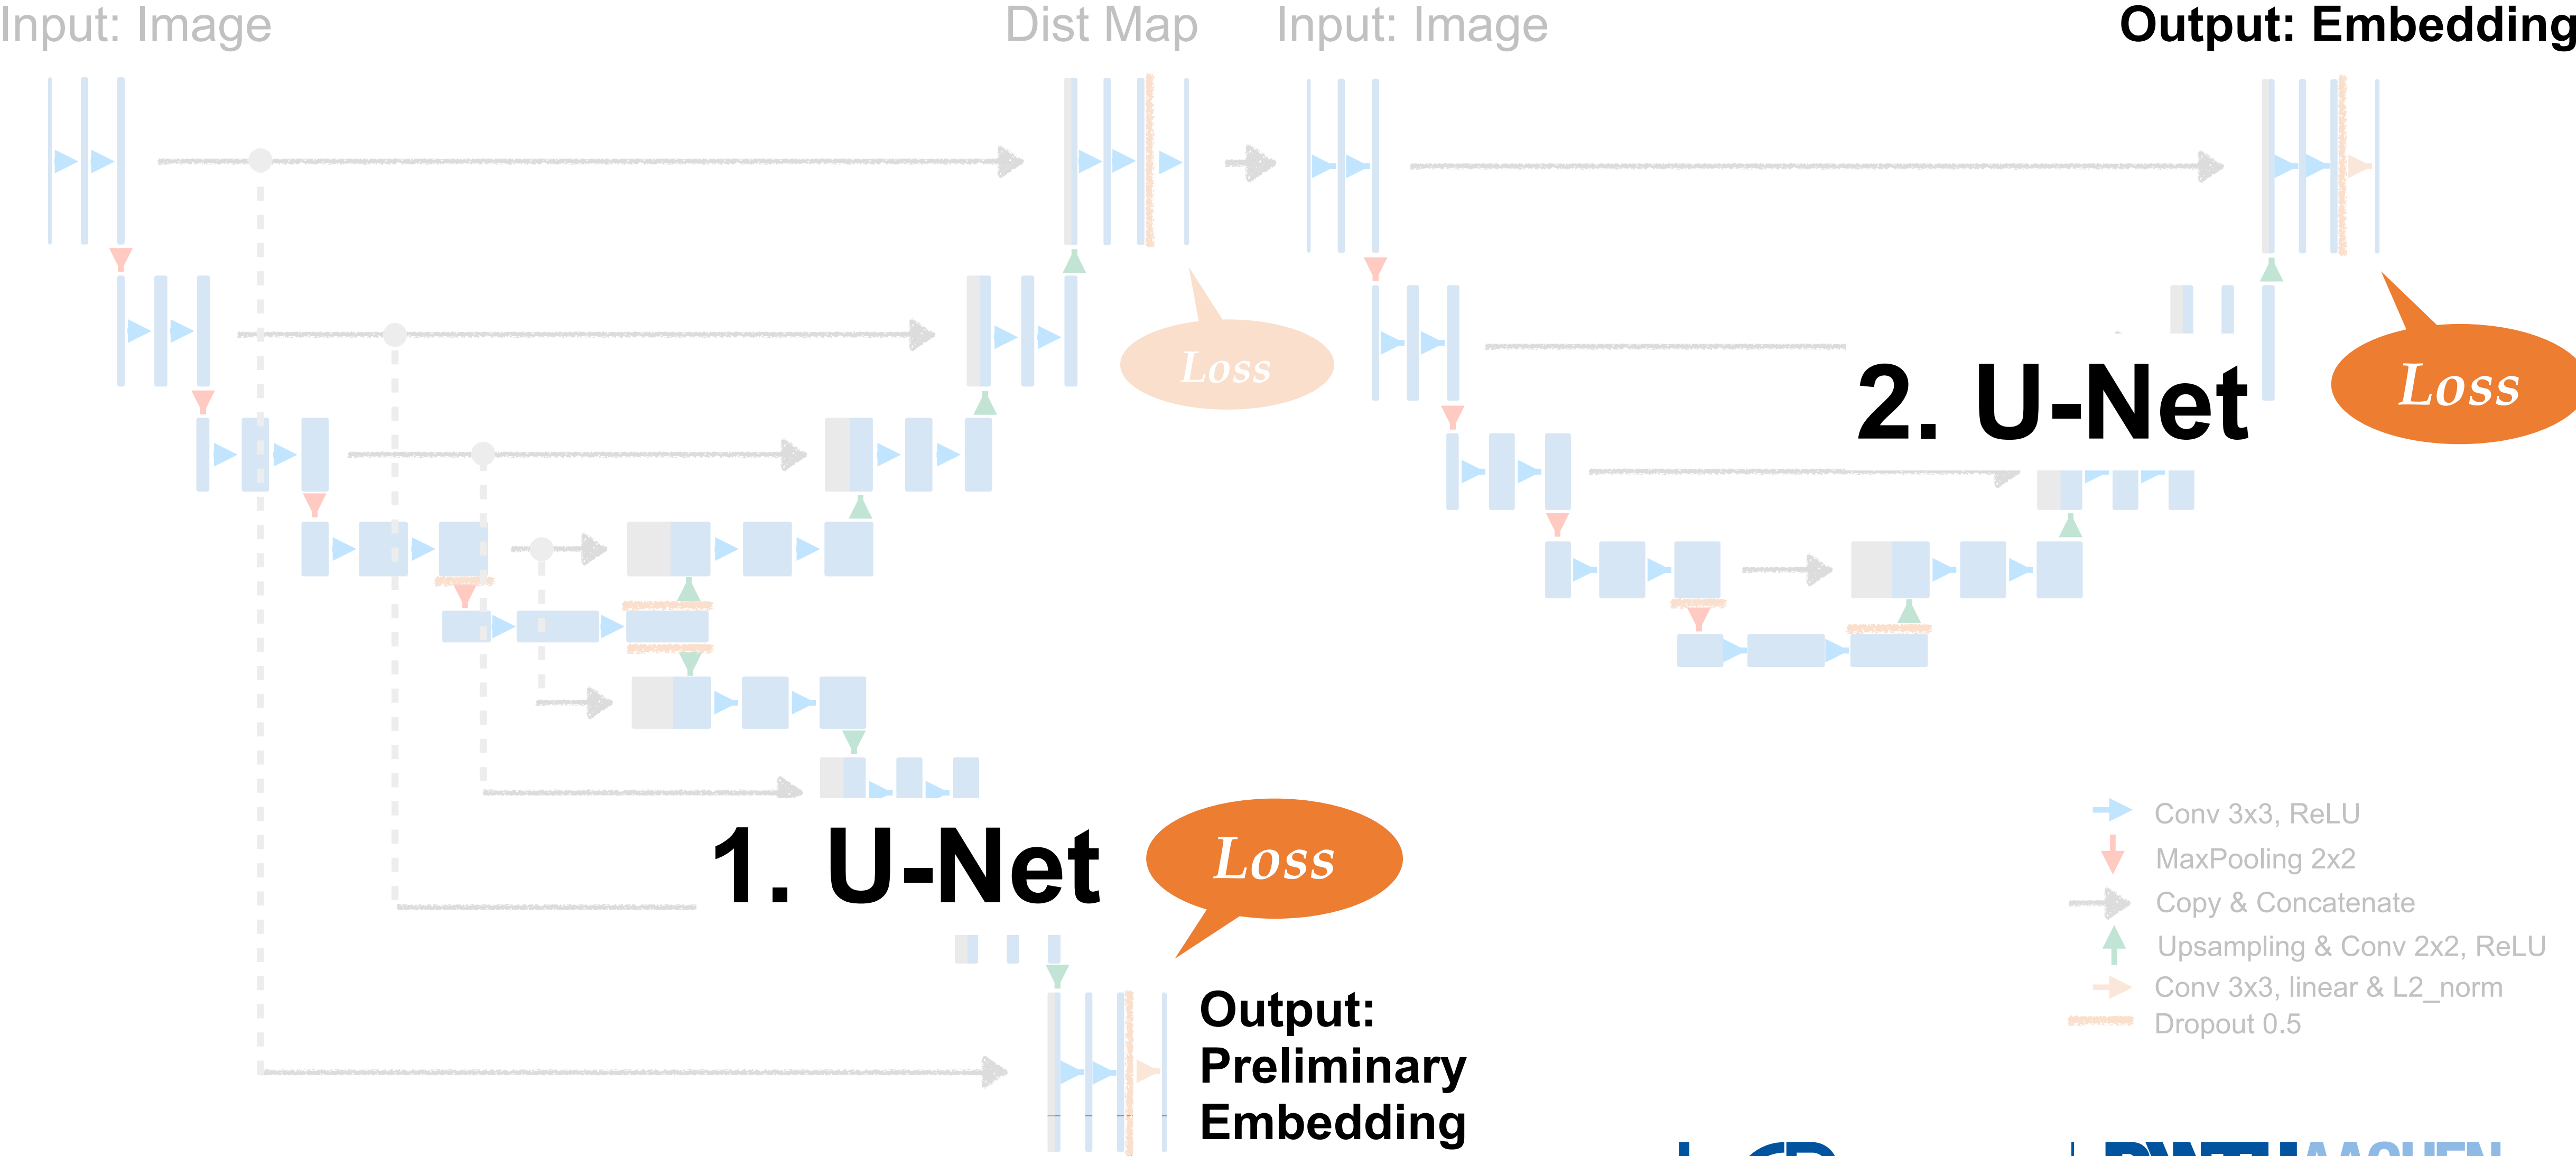 Input: Image
Dist Map
Input: Image
Output: Embedding
Loss
2. U-Net
Loss
1. U-Net
Loss
Output:
Preliminary
Embedding
Conv 3x3, ReLU
MaxPooling 2x2
Copy & Concatenate
Upsampling & Conv 2x2, ReLU
Conv 3x3, linear & L2_norm
Dropout 0.5